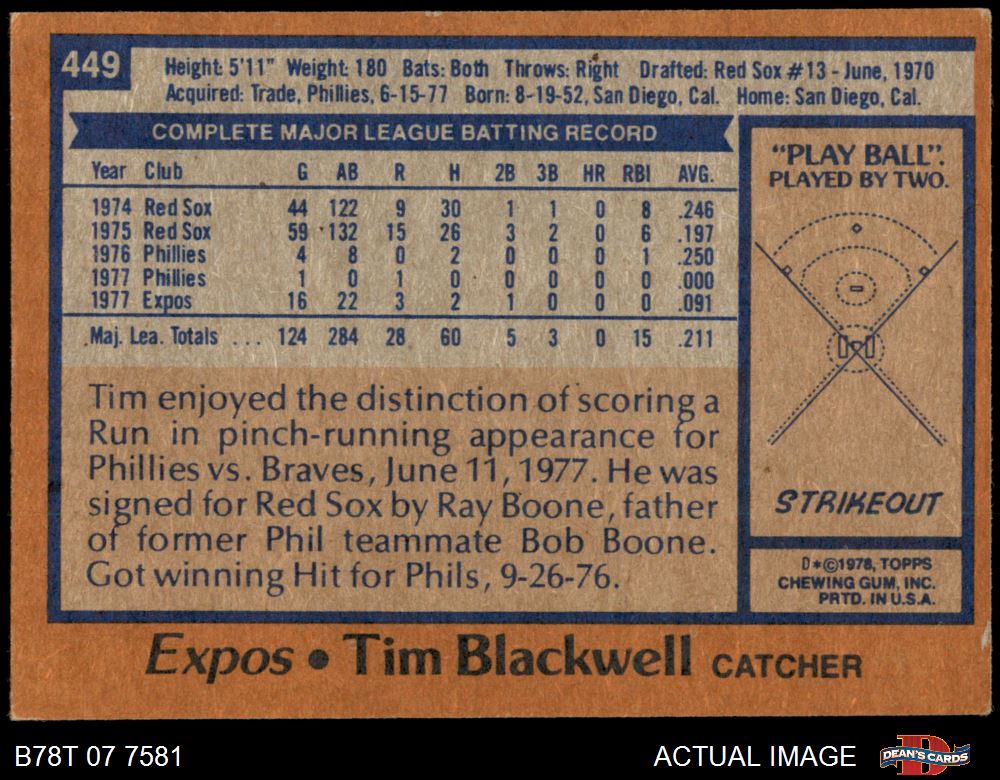 449
Height: 5'11" Weight: 180 Bats: Both Throws: Right Drafted: Red Sox #13 - June, 1970
Acquired: Trade, Phillies, 6-15-77 Born: 8-19-52, San Diego, Cal. Home: San Diego, Cal.
COMPLETE MAJOR LEAGUE BATTING RECORD
Year Club G AB R H 2B 3B HR RBI AVG.
1974 Red Sox 44 122 9 30 1 1 0 8 .246
1975 Red Sox 59 132 15 26 3 2 0 6 .197
1976 Phillies 4 8 0 2 0 0 0 1 .250
1977 Phillies 1 0 1 0 0 0 0 0 .000
1977 Expos 16 22 3 2 1 0 0 0 .091
Maj. Lea. Totals ... 124 284 28 60 5 3 0 15 .211
Tim enjoyed the distinction of scoring a
Run in pinch-running appearance for
Phillies vs. Braves, June 11, 1977. He was
signed for Red Sox by Ray Boone, father
of former Phil teammate Bob Boone.
Got winning Hit for Phils, 9-26-76.
"PLAY BALL".
PLAYED BY TWO.
STRIKEOUT
D*©1978, TOPPS
CHEWING GUM, INC.
PRTD. IN U.S.A.
Expos • Tim Blackwell CATCHER
B78T 07 7581
ACTUAL IMAGE
D
DEAN'S CARDS